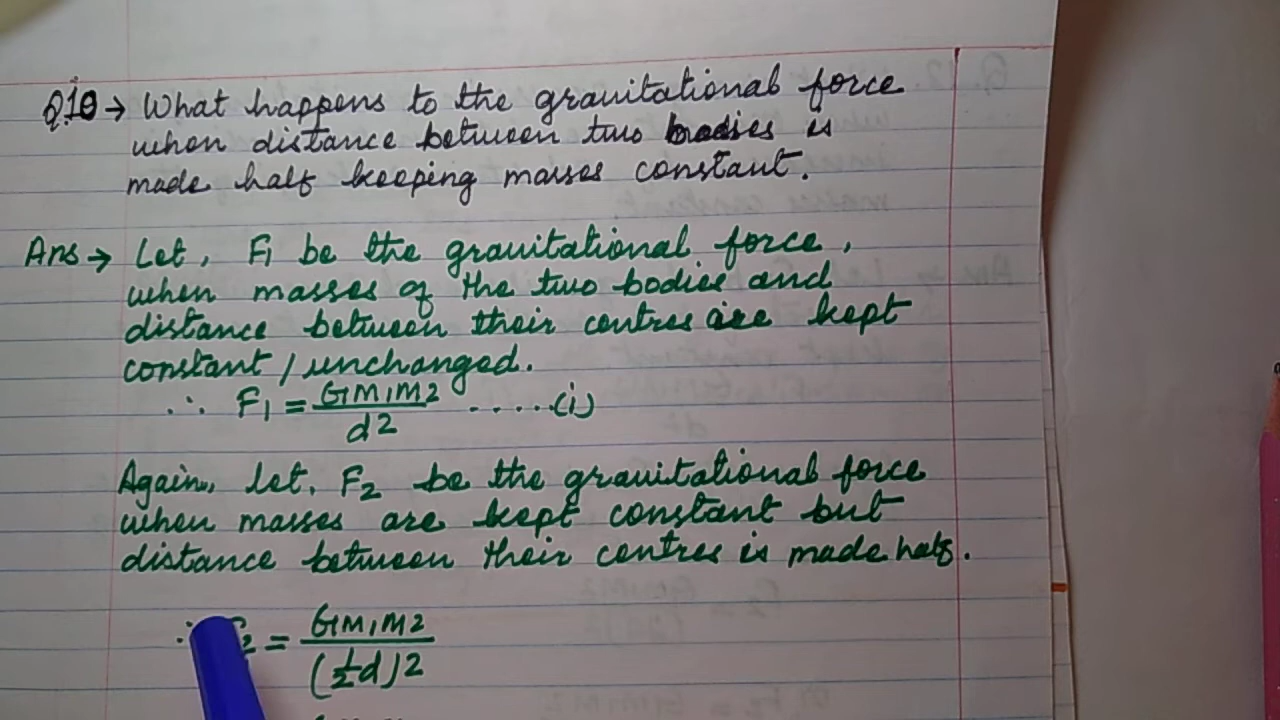 Q.10 → What happens to the gravitational force
when distance between two bodies is
made half keeping masses constant.
Ans → Let, F1 be the gravitational force,
when masses of the two bodies and
distance between their centres are kept
constant / unchanged.
∴ F1 = GM1M2 / d2 .....(i)
Again, let, F2 be the gravitational force
when masses are kept constant but
distance between their centres is made half.
∴ F2 = GM1M2 / (1/2 d)2